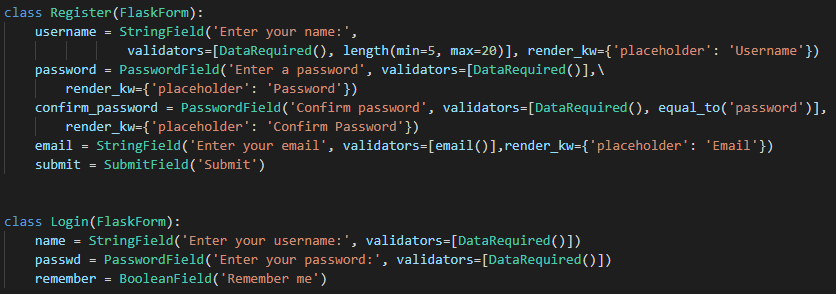 class Register(FlaskForm):
    username = StringField('Enter your name:',
                validators=[DataRequired(), length(min=5, max=20)], render_kw={'placeholder': 'Username'})
    password = PasswordField('Enter a password', validators=[DataRequired()],\
        render_kw={'placeholder': 'Password'})
    confirm_password = PasswordField('Confirm password', validators=[DataRequired(), equal_to('password')],
        render_kw={'placeholder': 'Confirm Password'})
    email = StringField('Enter your email', validators=[email()],render_kw={'placeholder': 'Email'})
    submit = SubmitField('Submit')
class Login(FlaskForm):
    name = StringField('Enter your username:', validators=[DataRequired()])
    passwd = PasswordField('Enter your password:', validators=[DataRequired()])
    remember = BooleanField('Remember me')